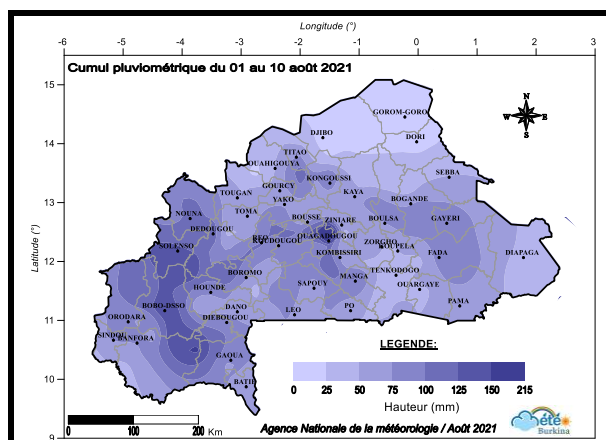 Longitude (°)
-6 -5 -4 -3 -2 -1 0 1 2 3
Cumul pluviométrique du 01 au 10 août 2021
15
14
13
12
11
10
9
Latitude (°)
N
W E
S
GOROM-GORO
DJIBO
DORI
TITAO
OUAHIGOUYA
KONGOUSSI
SEBBA
GOURCY
TOUGAN
YAKO
KAYA
BOGANDE
NOUNA
TOMA
BOUSSE
ZINIARE
BOULSA
GAYERI
DEDOUGOU
REO
KOUDOUGOU
OUAGADOUGOU
SOLENSO
ZORGHO
KOUPELA
KOMBISSIRI
FADA
DIAPAGA
BOROMO
TENKODOGO
HOUNDE
SAPOUY
MANGA
OUARGAYE
BOBO-DSSO
DANO
LEO
PO
PAMA
ORODARA
DIEBOUGOU
SINDOU
BANFORA
GAOUA
BATIE
LEGENDE:
0 25 50 75 100 125 150 215
Hauteur (mm)
0 100 200
Km
Agence Nationale de la météorologie / Août 2021
météo
Burkina